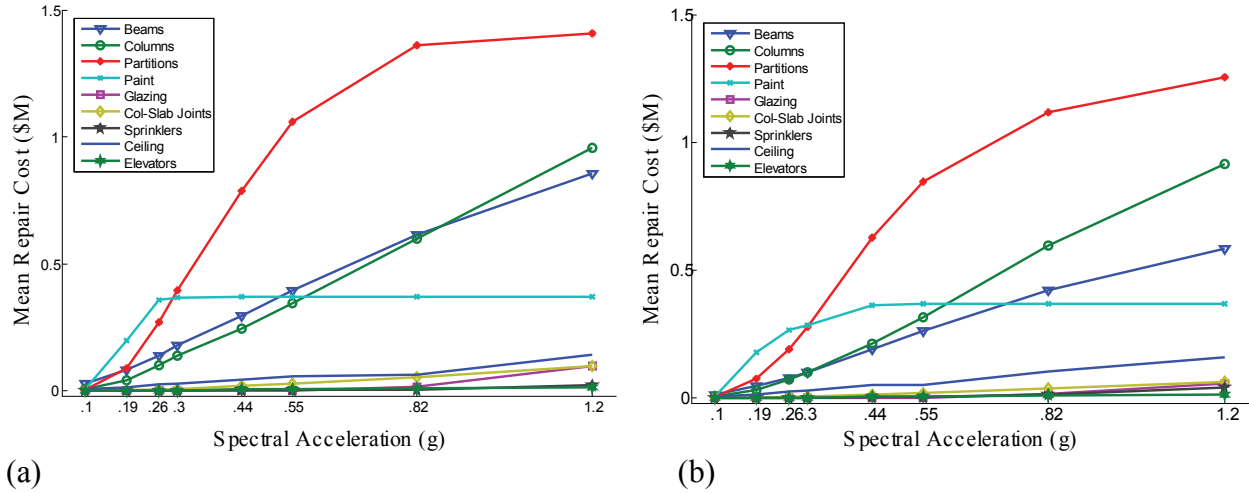 1.5
Beams
Columns
Partitions
Paint
Glazing
Col-Slab Joints
Sprinklers
Ceiling
Elevators
1
0.5
0
Mean Repair Cost ($M)
.1 .19 .26 .3 .44 .55 .82 1.2
Spectral Acceleration (g)
(a)
1.5
Beams
Columns
Partitions
Paint
Glazing
Col-Slab Joints
Sprinklers
Ceiling
Elevators
1
0.5
0
Mean Repair Cost ($M)
.1 .19 .26 .3 .44 .55 .82 1.2
Spectral Acceleration (g)
(b)